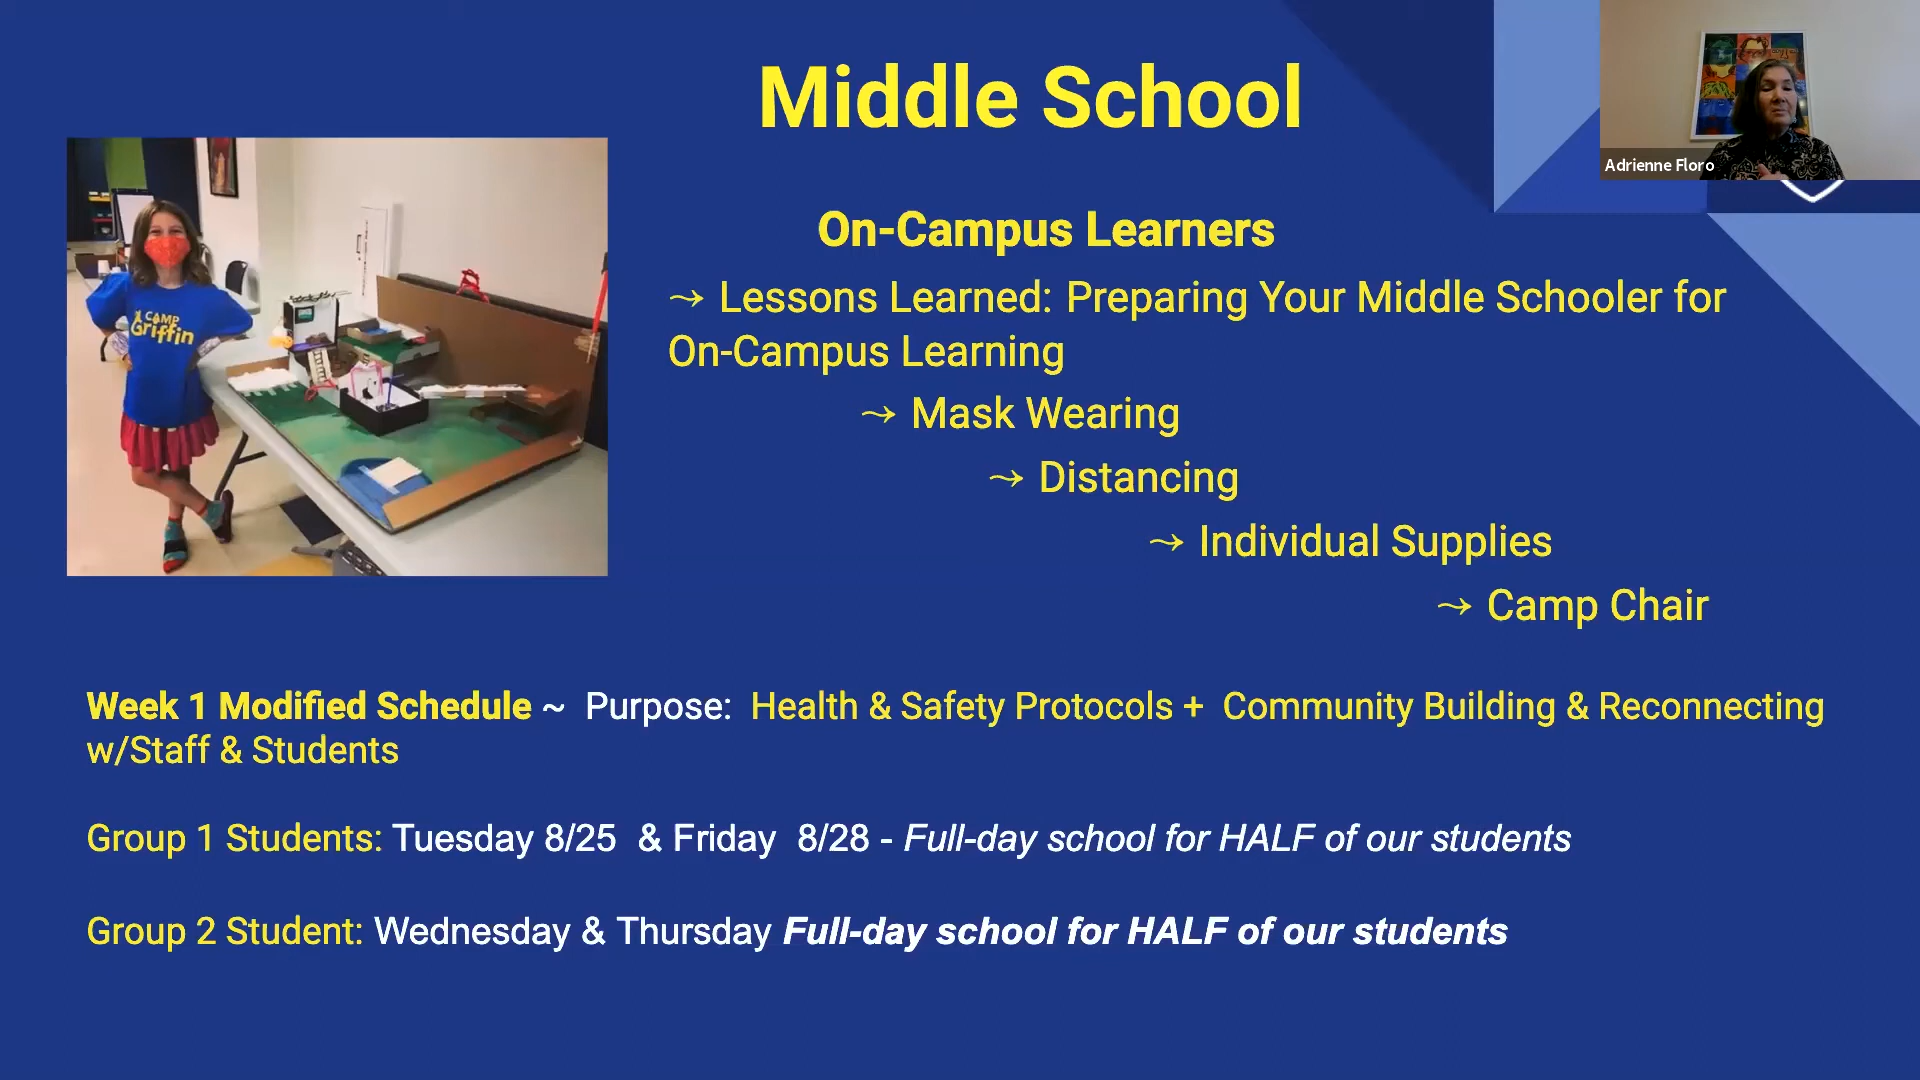 Middle School
Adrienne Floro
On-Campus Learners
→ Lessons Learned: Preparing Your Middle Schooler for
On-Campus Learning
→ Mask Wearing
→ Distancing
→ Individual Supplies
→ Camp Chair
CAMP
Griffin
Week 1 Modified Schedule ~ Purpose: Health & Safety Protocols + Community Building & Reconnecting
w/Staff & Students
Group 1 Students: Tuesday 8/25 & Friday 8/28 - Full-day school for HALF of our students
Group 2 Student: Wednesday & Thursday Full-day school for HALF of our students